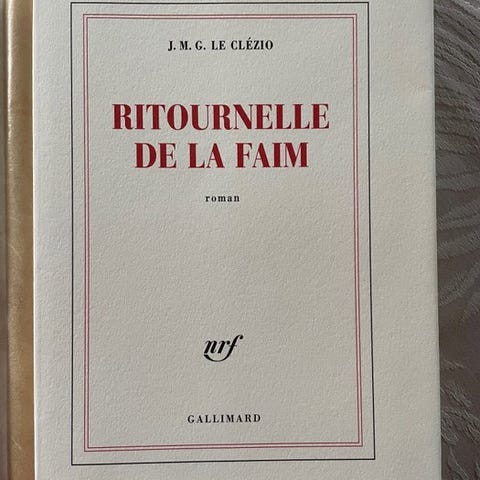 J. M. G. LE CLÉZIO
RITOURNELLE
DE LA FAIM
roman
nrf
GALLIMARD